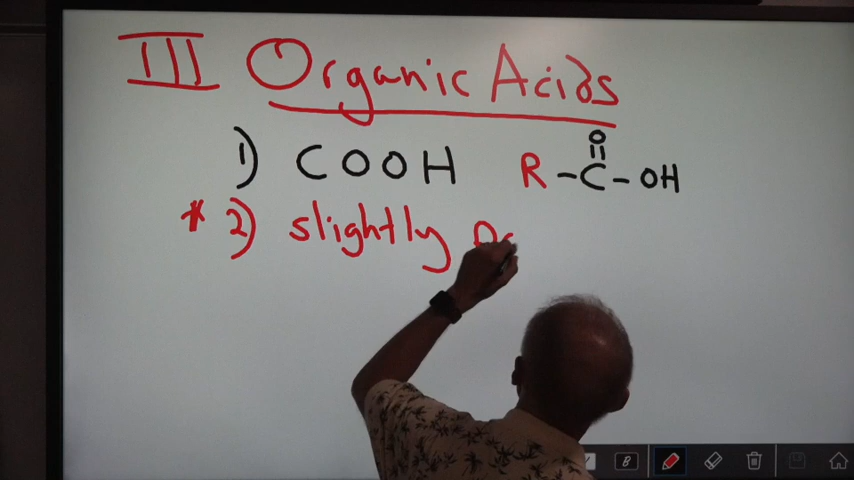 III Organic Acids
1) COOH R-C-OH
O
* 2) slightly
B